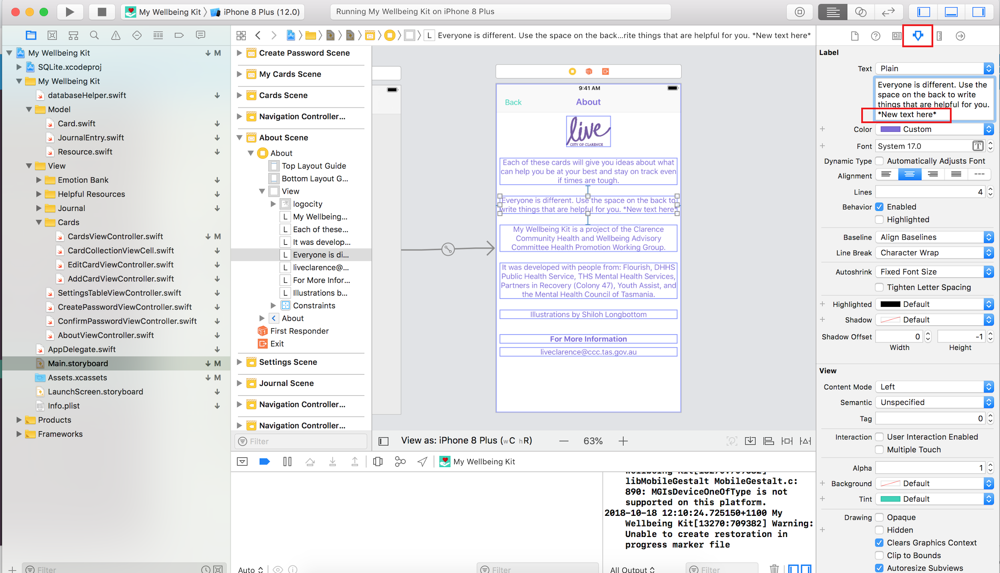 My Wellbeing Kit
iPhone 8 Plus (12.0)
Running My Wellbeing Kit on iPhone 8 Plus
L Everyone is different. Use the space on the back...rite things that are helpful for you. *New text here*
My Wellbeing Kit M
SQLite.xcodeproj
My Wellbeing Kit
databaseHelper.swift
Model
Card.swift
JournalEntry.swift
Resource.swift
View
Emotion Bank
Helpful Resources
Journal
Cards
CardsViewController.swift M
CardCollectionViewCell.swift
EditCardViewController.swift
AddCardViewController.swift
SettingsTableViewController.swift
CreatePasswordViewController.swift
ConfirmPasswordViewController.swift
AboutViewController.swift
AppDelegate.swift
Main.storyboard M
Assets.xcassets M
LaunchScreen.storyboard
Info.plist
Products
Frameworks
Filter
Create Password Scene
My Cards Scene
Cards Scene
Navigation Controller...
About Scene
About
Top Layout Guide
Bottom Layout G...
View
logocity
L My Wellbeing...
L Each of these...
L It was develop...
L Everyone is di...
L liveclarence@...
L For More Infor...
L Illustrations b...
Constraints
About
First Responder
Exit
Settings Scene
Journal Scene
Navigation Controller...
Navigation Controller...
Filter
9:41 AM
Back
About
live
CITY OF CLARENCE
Each of these cards will give you ideas about what
can help you be at your best and stay on track even
if times are tough.
Everyone is different. Use the space on the back to
write things that are helpful for you. *New text here*
My Wellbeing Kit is a project of the Clarence
Community Health and Wellbeing Advisory
Committee Health Promotion Working Group.
It was developed with people from: Flourish, DHHS
Public Health Service, THS Mental Health Services,
Partners in Recovery (Colony 47), Youth Assist, and
the Mental Health Council of Tasmania.
Illustrations by Shiloh Longbottom
For More Information
liveclarence@ccc.tas.gov.au
View as: iPhone 8 Plus (wC hR)
63%
My Wellbeing Kit
Wellbeing Kit[13270:709382]
libMobileGestalt MobileGestalt.c:
890: MGIsDeviceOneOfType is not
supported on this platform.
2018-10-18 12:10:24.725150+1100 My
Wellbeing Kit[13270:709382] Warning:
Unable to create restoration in
progress marker file
Auto
Filter
All Output
Filter
Label
Text Plain
Everyone is different. Use the
space on the back to write
things that are helpful for you.
*New text here*
Color Custom
Font System 17.0
Dynamic Type Automatically Adjusts Font
Alignment
Lines 4
Behavior Enabled
Highlighted
Baseline Align Baselines
Line Break Character Wrap
Autoshrink Fixed Font Size
Tighten Letter Spacing
Highlighted Default
Shadow Default
Shadow Offset 0 -1
Width Height
View
Content Mode Left
Semantic Unspecified
Tag 0
Interaction User Interaction Enabled
Multiple Touch
Alpha 1
Background Default
Tint Default
Drawing Opaque
Hidden
Clears Graphics Context
Clip to Bounds
Autoresize Subviews